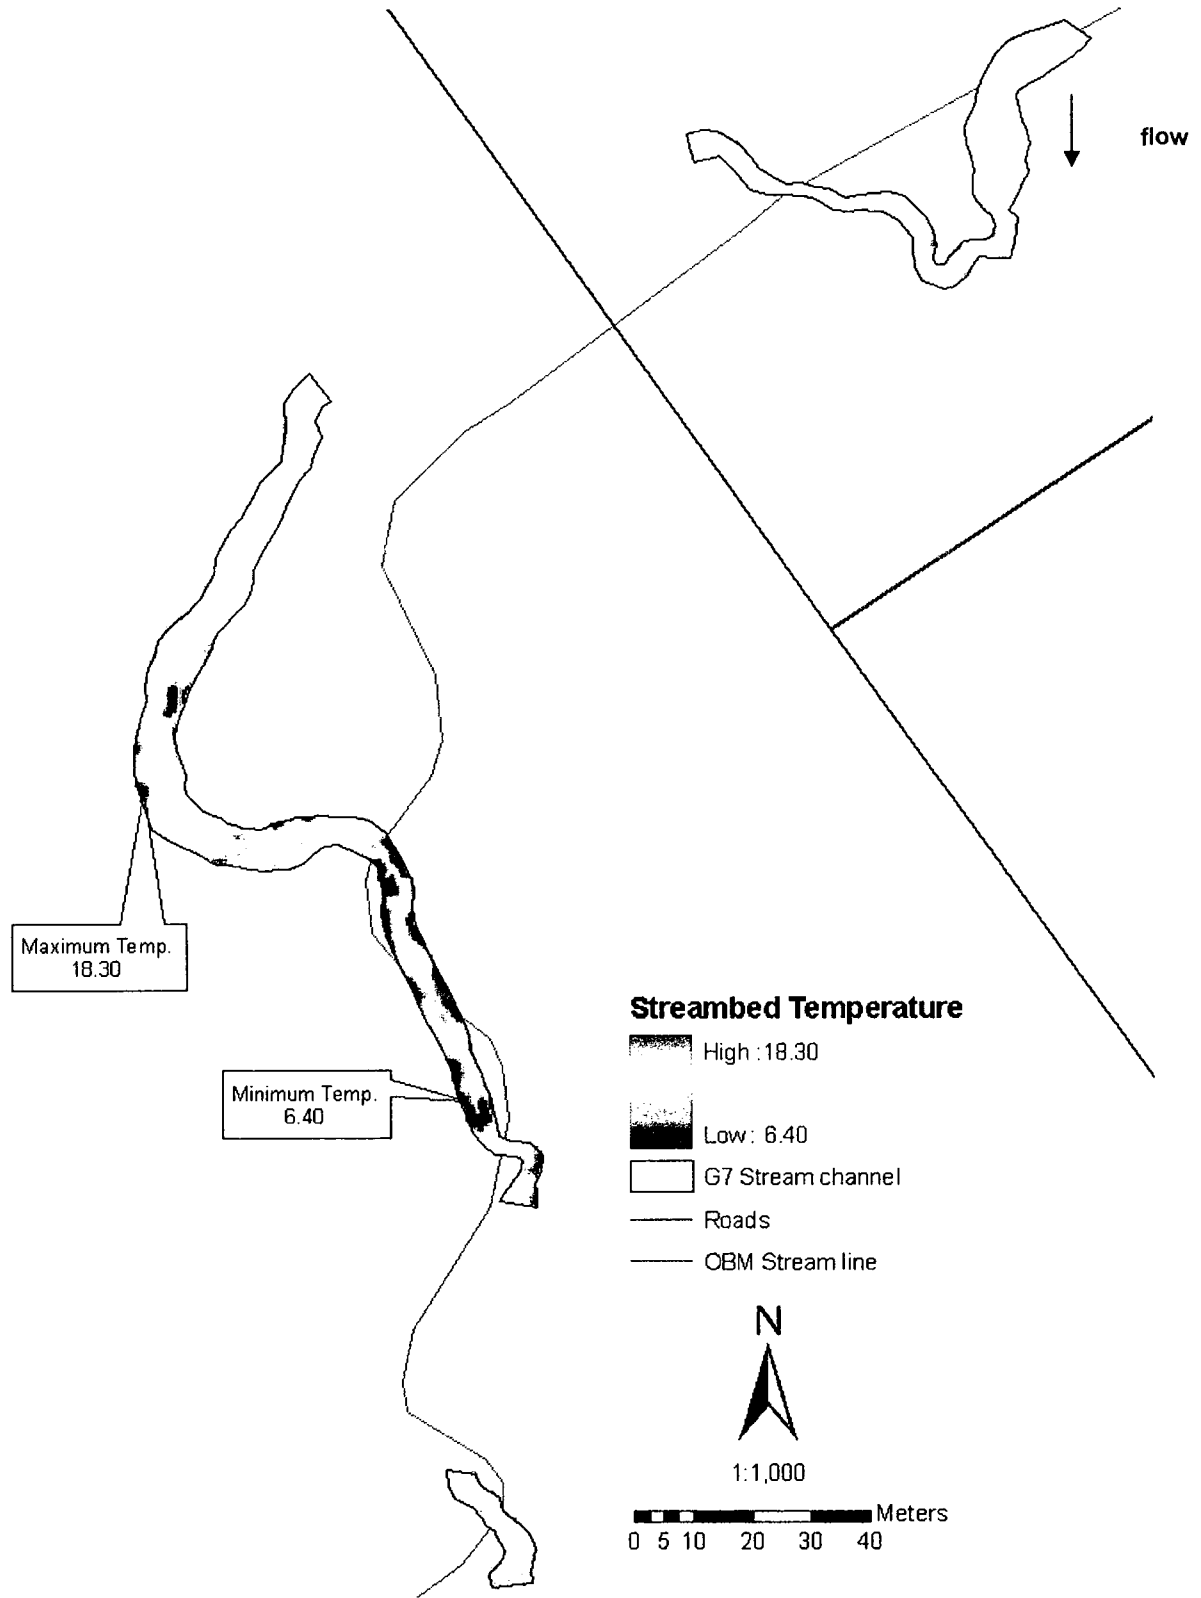 flow
Maximum Temp.
18.30
Minimum Temp.
6.40
Streambed Temperature
High : 18.30
Low : 6.40
G7 Stream channel
Roads
OBM Stream line
N
1:1,000
Meters
0 5 10 20 30 40